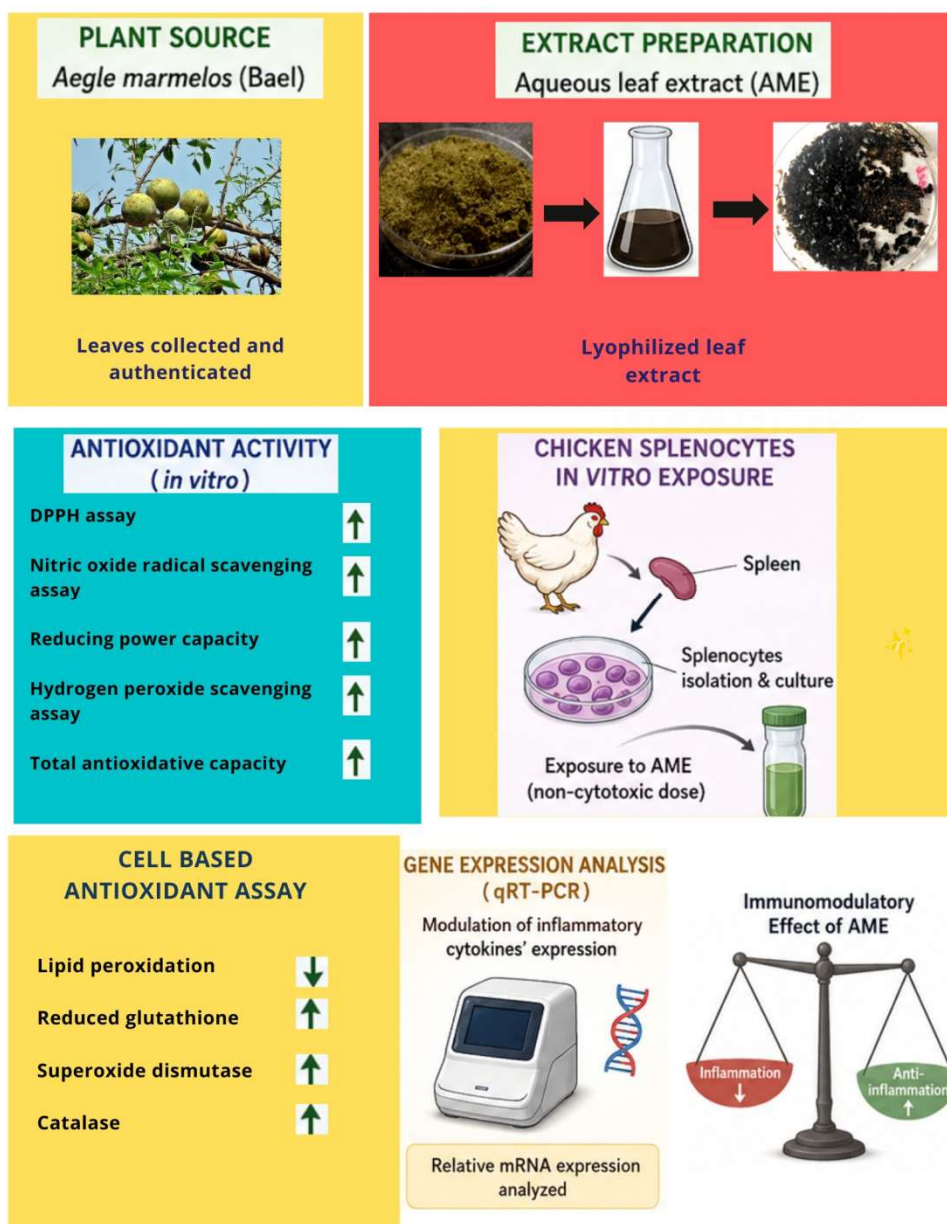 PLANT SOURCE
Aegle marmelos (Bael)
Leaves collected and
authenticated
EXTRACT PREPARATION
Aqueous leaf extract (AME)
Lyophilized leaf
extract
ANTIOXIDANT ACTIVITY
(in vitro)
DPPH assay
Nitric oxide radical scavenging
assay
Reducing power capacity
Hydrogen peroxide scavenging
assay
Total antioxidative capacity
CHICKEN SPLENOCYTES
IN VITRO EXPOSURE
Spleen
Splenocytes
isolation & culture
Exposure to AME
(non-cytotoxic dose)
CELL BASED
ANTIOXIDANT ASSAY
Lipid peroxidation
Reduced glutathione
Superoxide dismutase
Catalase
GENE EXPRESSION ANALYSIS
(qRT-PCR)
Modulation of inflammatory
cytokines' expression
Relative mRNA expression
analyzed
Immunomodulatory
Effect of AME
Inflammation
Anti-
inflammation